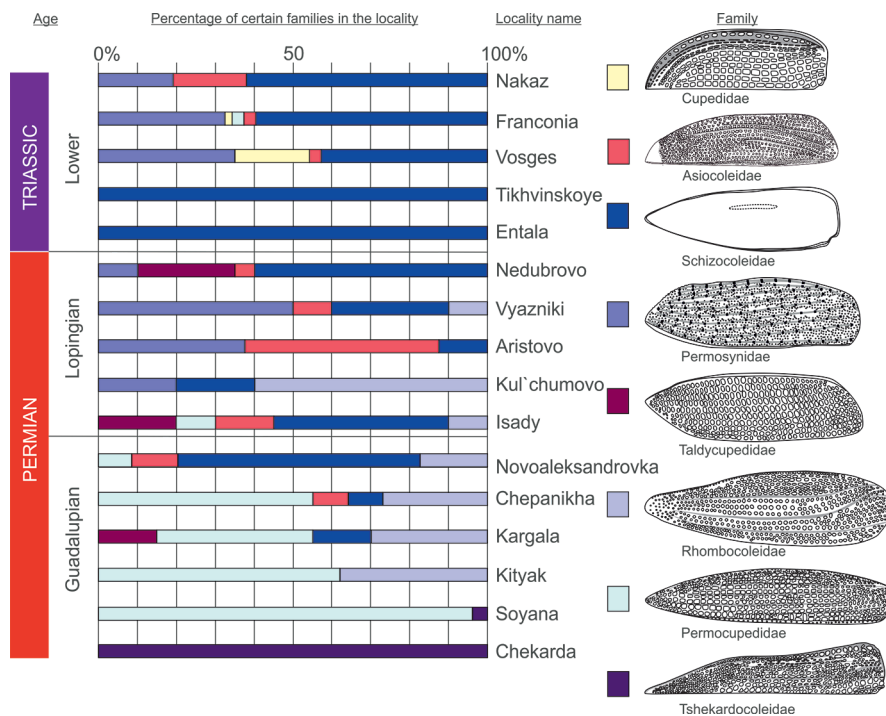 Age Percentage of certain families in the locality Locality name Family
0% 50 100%
TRIASSIC
Lower
Nakaz
Franconia
Vosges
Tikhvinskoye
Entala
PERMIAN
Lopingian
Nedubrovo
Vyazniki
Aristovo
Kul`chumovo
Isady
Guadalupian
Novoaleksandrovka
Chepanikha
Kargala
Kityak
Soyana
Chekarda
Cupedidae
Asiocoleidae
Schizocoleidae
Permosynidae
Taldycupedidae
Rhombocoleidae
Permocupedidae
Tshekardocoleidae